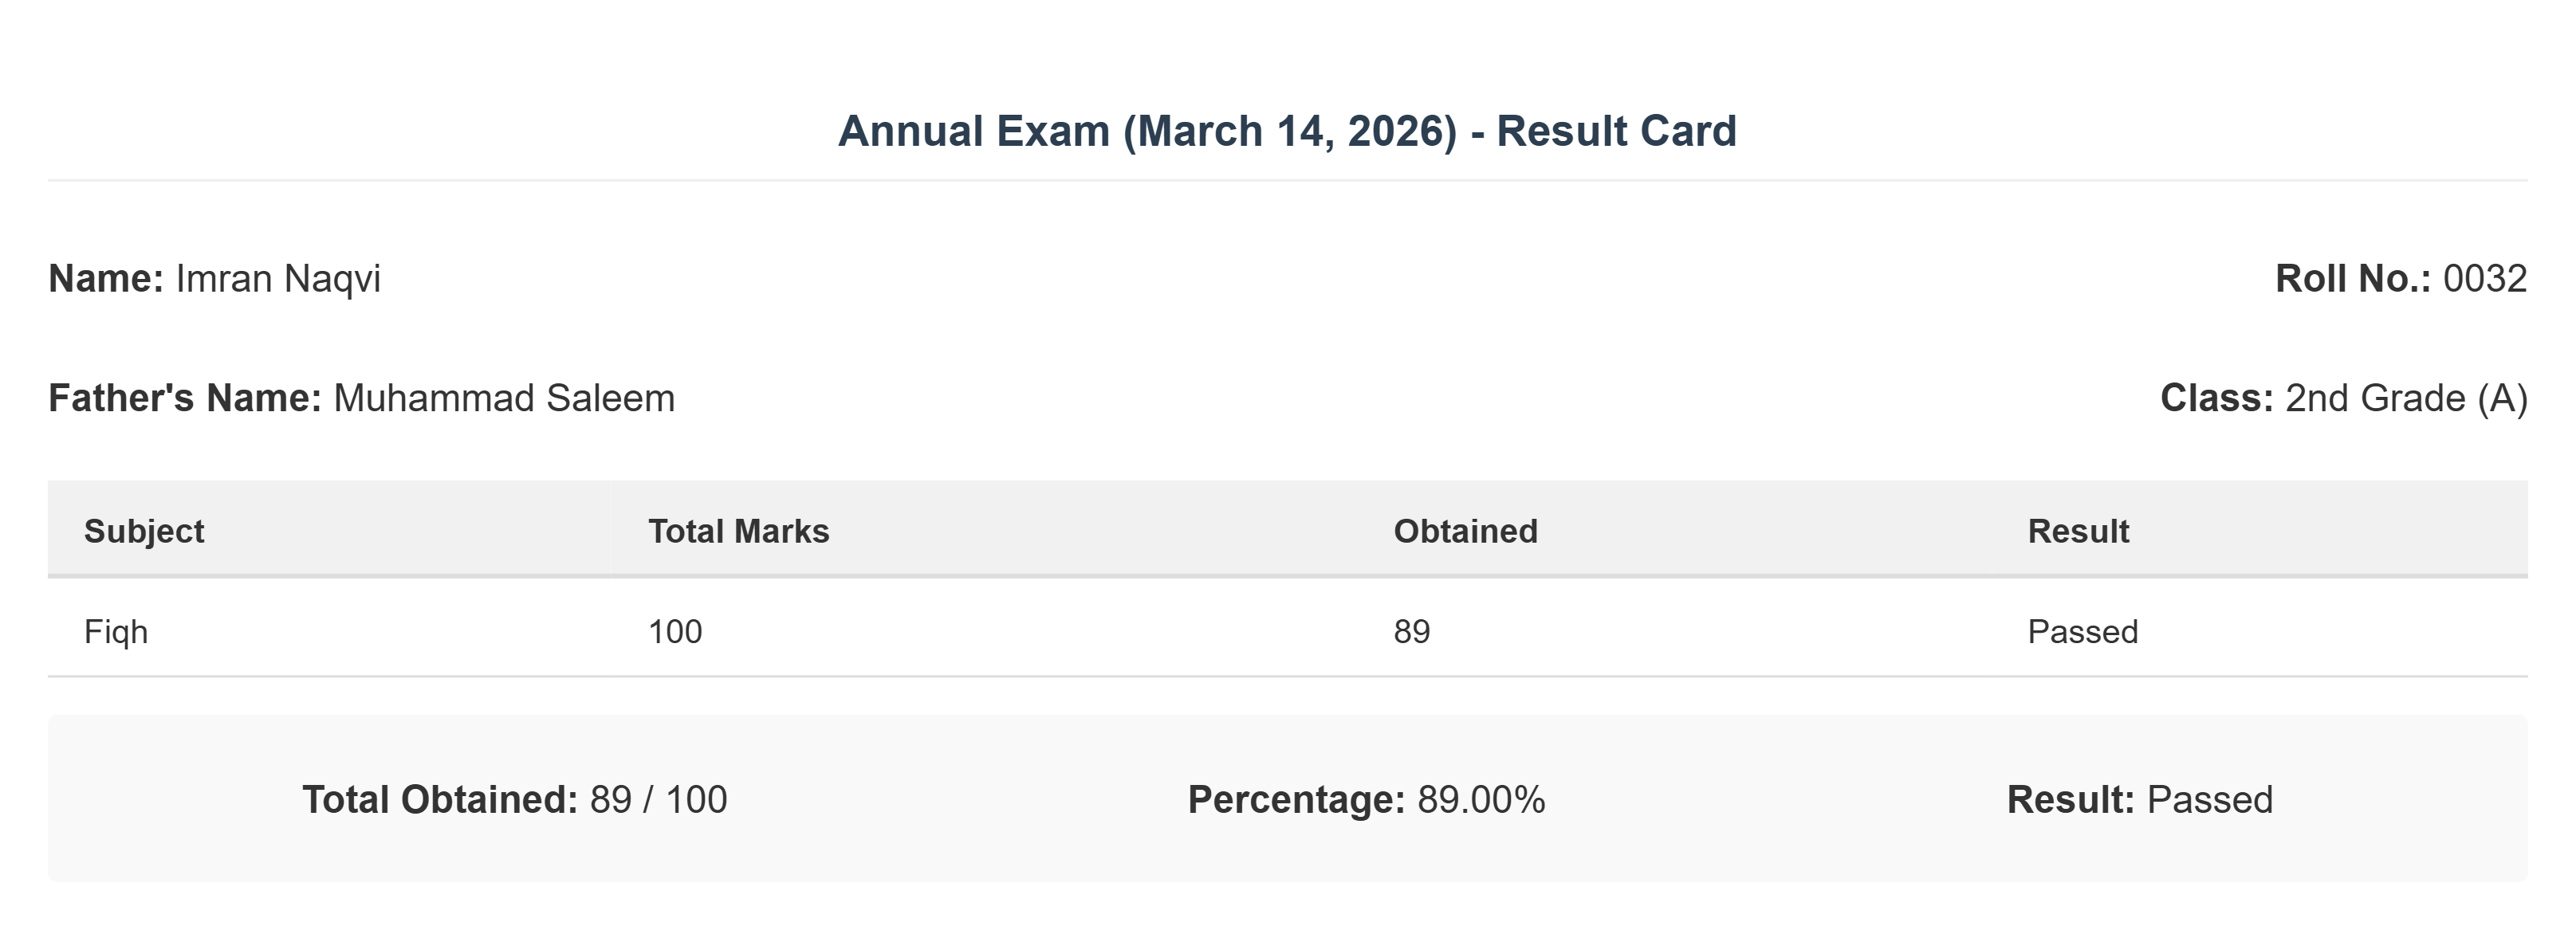 Annual Exam (March 14, 2026) - Result Card
Name: Imran Naqvi Roll No.: 0032
Father's Name: Muhammad Saleem Class: 2nd Grade (A)
Subject Total Marks Obtained Result
Fiqh 100 89 Passed
Total Obtained: 89 / 100 Percentage: 89.00% Result: Passed